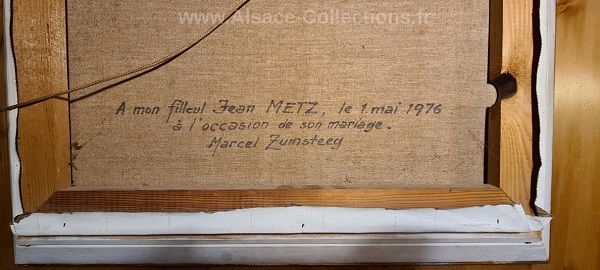 www.Alsace-Collections.fr
A mon filleul Jean METZ, le 1.mai 1976
à l'occasion de son mariage.
Marcel Zumsteeg